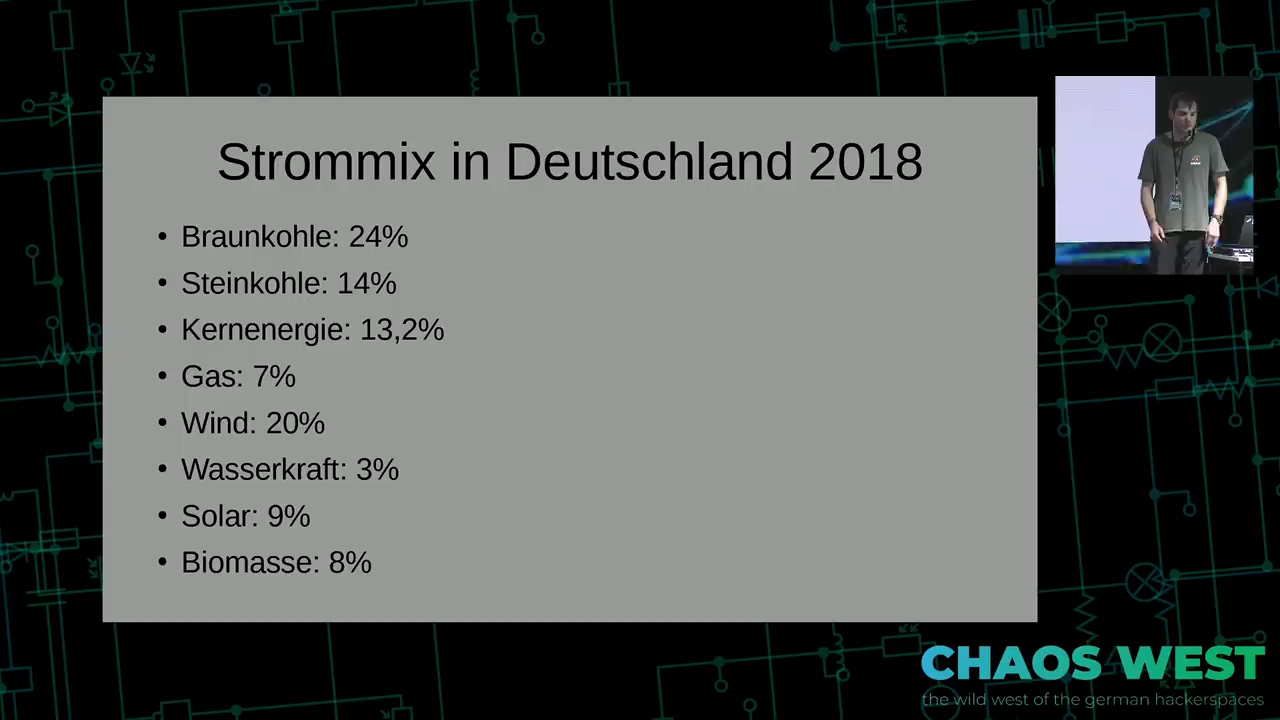 Strommix in Deutschland 2018
• Braunkohle: 24%
• Steinkohle: 14%
• Kernenergie: 13,2%
• Gas: 7%
• Wind: 20%
• Wasserkraft: 3%
• Solar: 9%
• Biomasse: 8%
CHAOS WEST
the wild west of the german hackerspaces